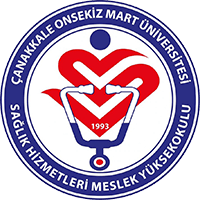 ÇANAKKALE ONSEKİZ MART ÜNİVERSİTESİ
1993
SAĞLIK HİZMETLERİ MESLEK YÜKSEKOKULU